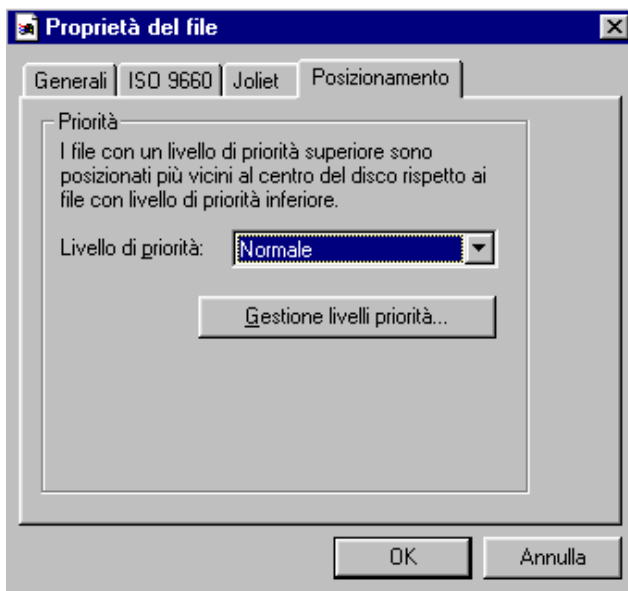 Proprietà del file
Generali ISO 9660 Joliet Posizionamento
Priorità
I file con un livello di priorità superiore sono
posizionati più vicini al centro del disco rispetto ai
file con livello di priorità inferiore.
Livello di priorità: Normale
Gestione livelli priorità...
OK Annulla